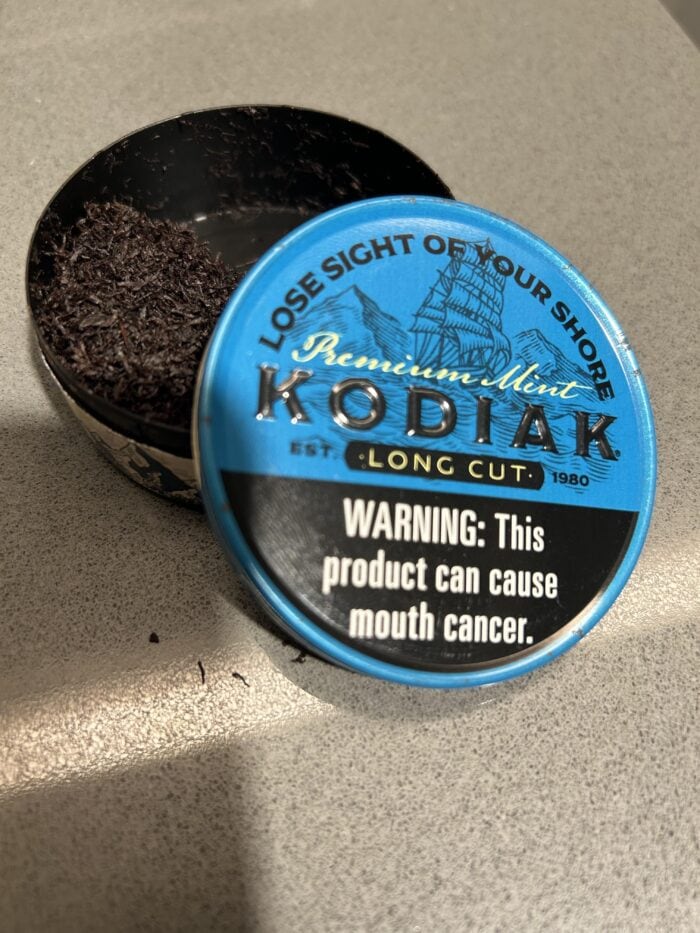 LOSE SIGHT OF YOUR SHORE
Premium Mint
KODIAK
EST. ·LONG CUT· 1980
WARNING: This
product can cause
mouth cancer.